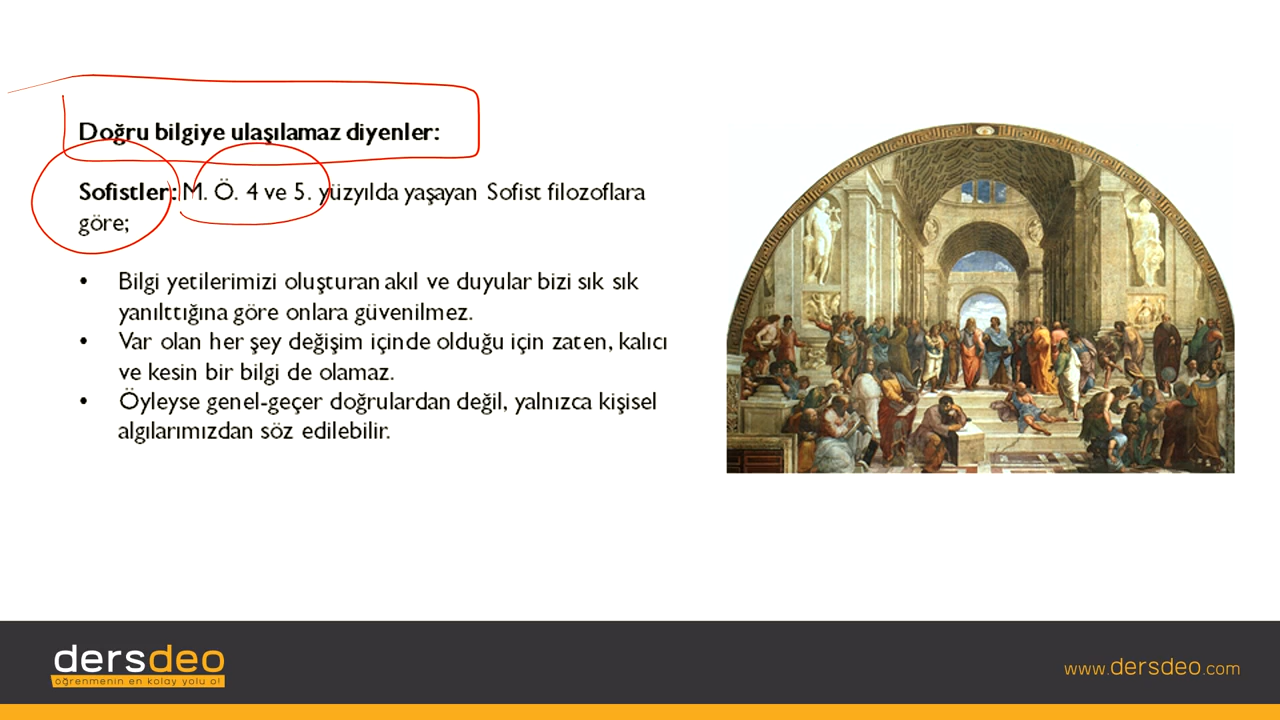 Doğru bilgiye ulaşılamaz diyenler:
Sofistler: M. Ö. 4 ve 5. yüzyılda yaşayan Sofist filozoflara
göre;
• Bilgi yetilerimizi oluşturan akıl ve duyular bizi sık sık
yanılttığına göre onlara güvenilmez.
• Var olan her şey değişim içinde olduğu için zaten, kalıcı
ve kesin bir bilgi de olamaz.
• Öyleyse genel-geçer doğrulardan değil, yalnızca kişisel
algılarımızdan söz edilebilir.
dersdeo
öğrenmenin en kolay yolu o!
www.dersdeo.com